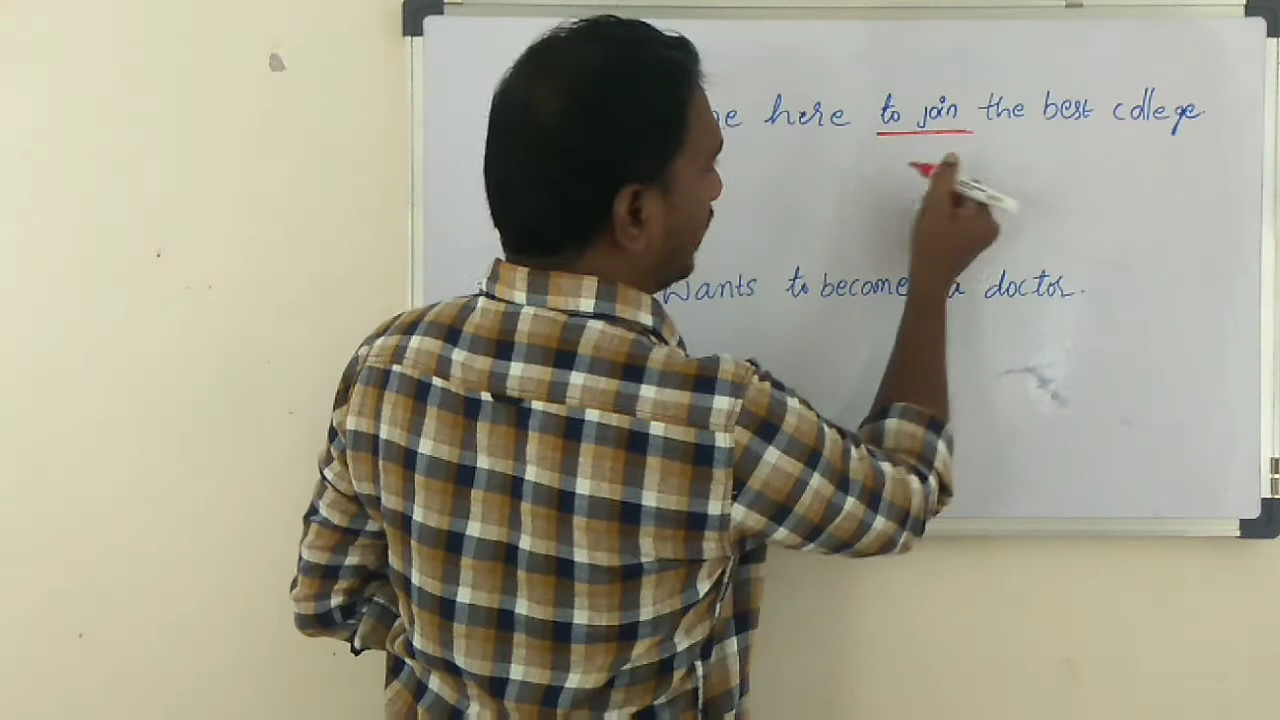 here to join the best college.
Wants to become a doctor.